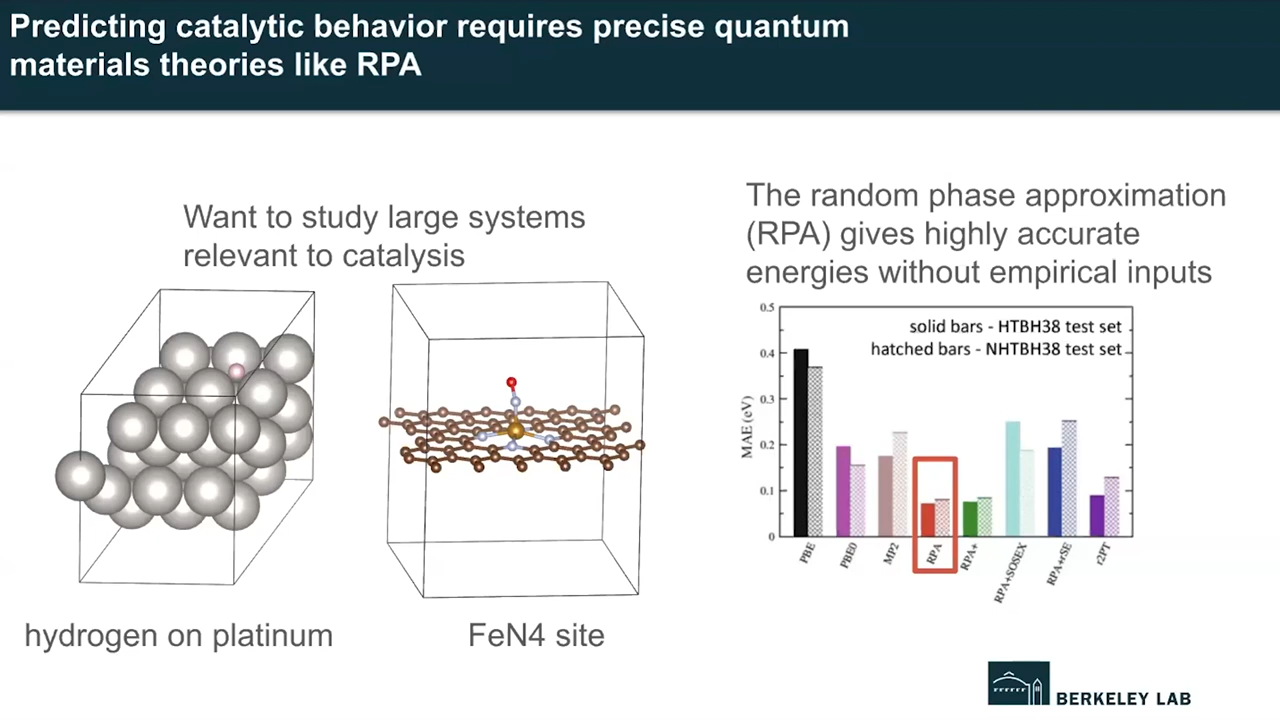 Predicting catalytic behavior requires precise quantum
materials theories like RPA
Want to study large systems
relevant to catalysis
hydrogen on platinum
FeN4 site
The random phase approximation
(RPA) gives highly accurate
energies without empirical inputs
solid bars - HTBH38 test set
hatched bars - NHTBH38 test set
MAE (eV)
0.5
0.4
0.3
0.2
0.1
0
PBE
PBE0
MP2
RPA
RPA+
RPA+SOSEX
RPA+rSE
r2PT
BERKELEY LAB